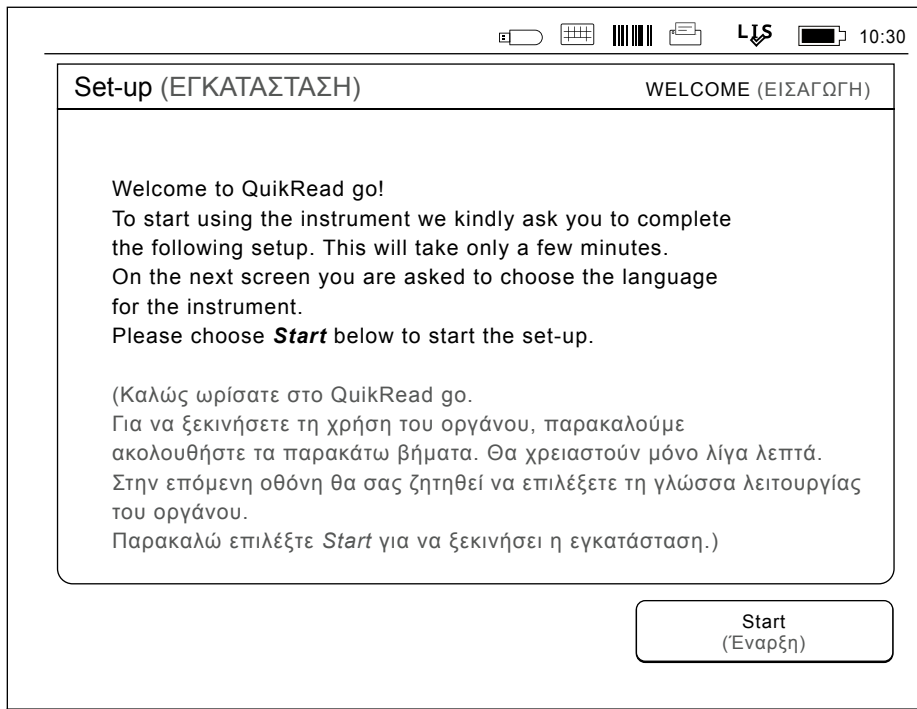 LIS 10:30
Set-up (ΕΓΚΑΤΑΣΤΑΣΗ) WELCOME (ΕΙΣΑΓΩΓΗ)
Welcome to QuikRead go!
To start using the instrument we kindly ask you to complete
the following setup. This will take only a few minutes.
On the next screen you are asked to choose the language
for the instrument.
Please choose Start below to start the set-up.
(Καλώς ωρίσατε στο QuikRead go.
Για να ξεκινήσετε τη χρήση του οργάνου, παρακαλούμε
ακολουθήστε τα παρακάτω βήματα. Θα χρειαστούν μόνο λίγα λεπτά.
Στην επόμενη οθόνη θα σας ζητηθεί να επιλέξετε τη γλώσσα λειτουργίας
του οργάνου.
Παρακαλώ επιλέξτε Start για να ξεκινήσει η εγκατάσταση.)
Start
(Έναρξη)